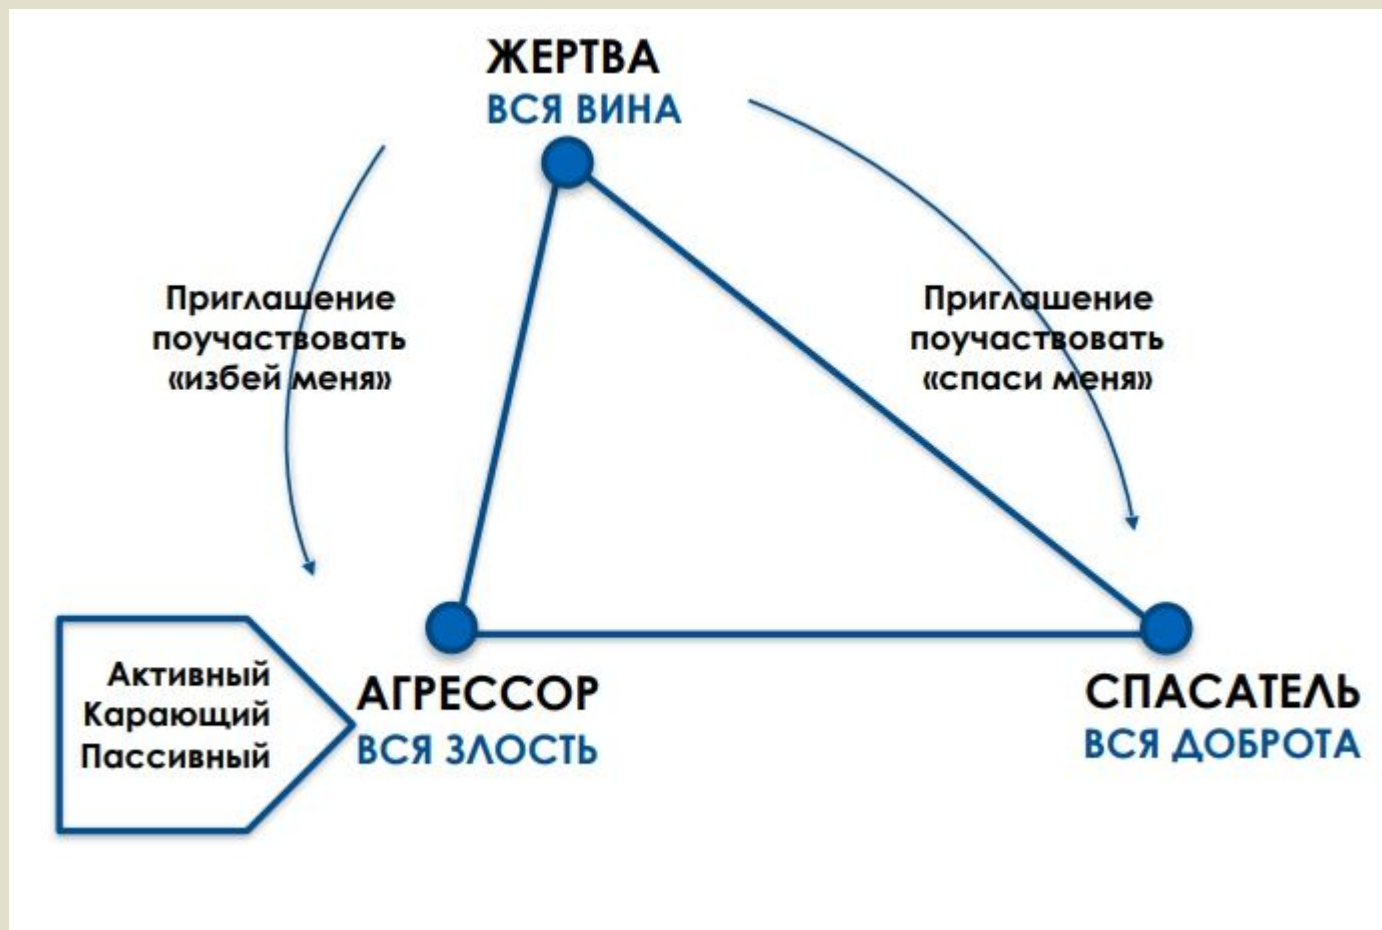 ЖЕРТВА
ВСЯ ВИНА
Приглашение
поучаствовать
«избей меня»
Приглашение
поучаствовать
«спаси меня»
Активный
Карающий
Пассивный
АГРЕССОР
ВСЯ ЗЛОСТЬ
СПАСАТЕЛЬ
ВСЯ ДОБРОТА